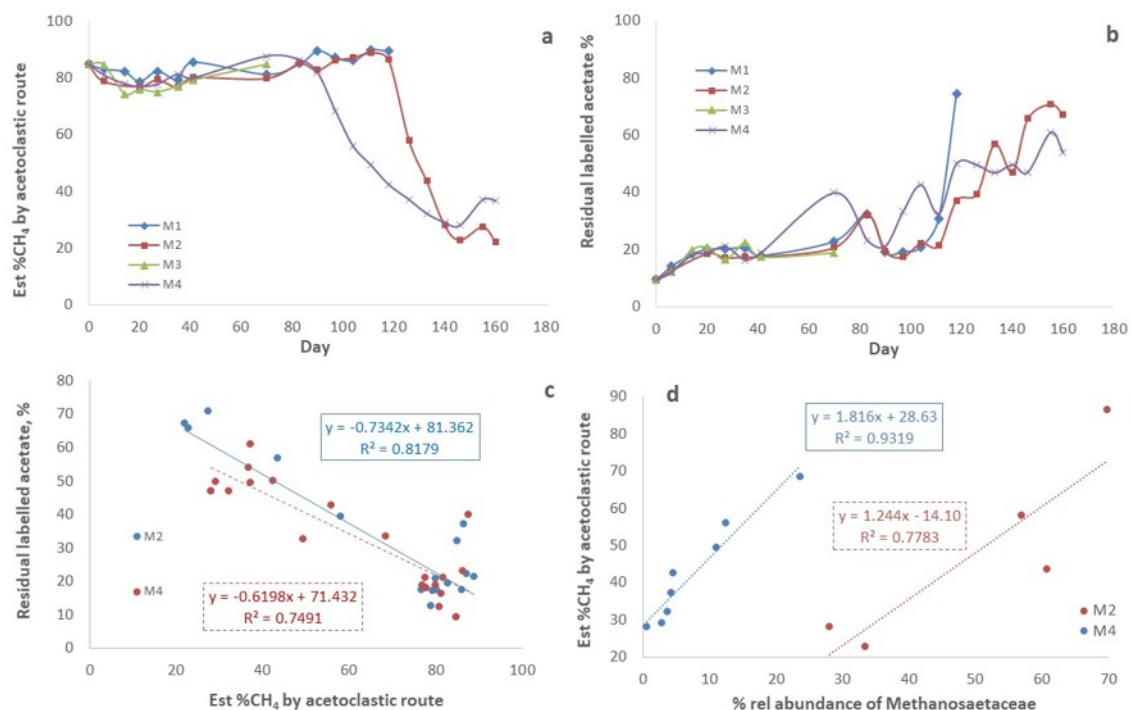 a
Est %CH4 by acetoclastic route
100
80
60
40
20
0
M1
M2
M3
M4
0 20 40 60 80 100 120 140 160 180
Day
b
Residual labelled acetate %
100
80
60
40
20
0
M1
M2
M3
M4
0 20 40 60 80 100 120 140 160 180
Day
c
Residual labelled acetate, %
80
70
60
50
40
30
20
10
0
y = -0.7342x + 81.362
R² = 0.8179
M2
M4
y = -0.6198x + 71.432
R² = 0.7491
0 20 40 60 80 100
Est %CH4 by acetoclastic route
d
Est %CH4 by acetoclastic route
90
80
70
60
50
40
30
20
y = 1.816x + 28.63
R² = 0.9319
y = 1.244x - 14.10
R² = 0.7783
M2
M4
0 10 20 30 40 50 60 70
% rel abundance of Methanosaetaceae